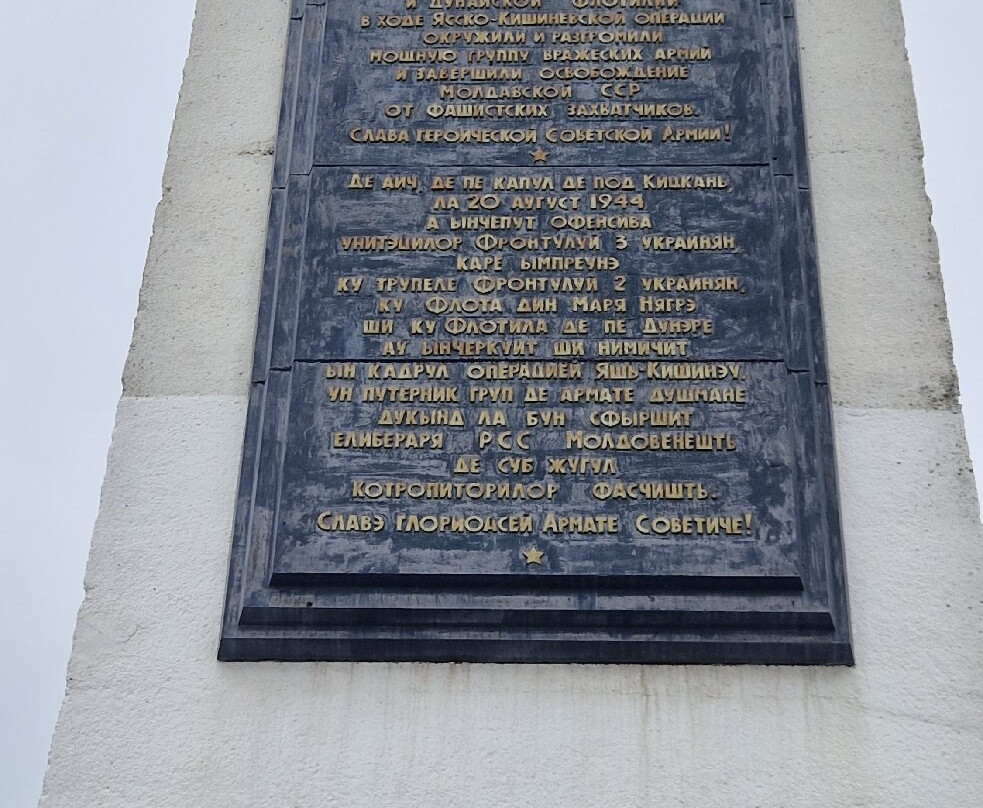 и Дунайской Флотилии
в ходе Ясско-Кишиневской операции
окружили и разгромили
мощную группу вражеских армий
и завершили освобождение
Молдавской ССР
от фашистских захватчиков.
Слава героической Советской Армии!
Де аич, де пе капул де под Кицкань,
ла 20 аугуст 1944
а ынчепут офенсива
унитэцилор Фронтулуй 3 украинян,
каре ымпреунэ
ку трупеле Фронтулуй 2 украинян,
ку Флота дин Маря Нягрэ
ши ку Флотила де пе Дунэре
ау ынчеркуит ши нимичит
ын кадрул операцией Яшь-Кишинэу
ун путерник груп де армате душмане
дукынд ла бун сфыршит
елиберяря РСС Молдовенешть
де суб жугул
котропиторилор фасчишть.
Славэ глориоасей Армате Советиче!